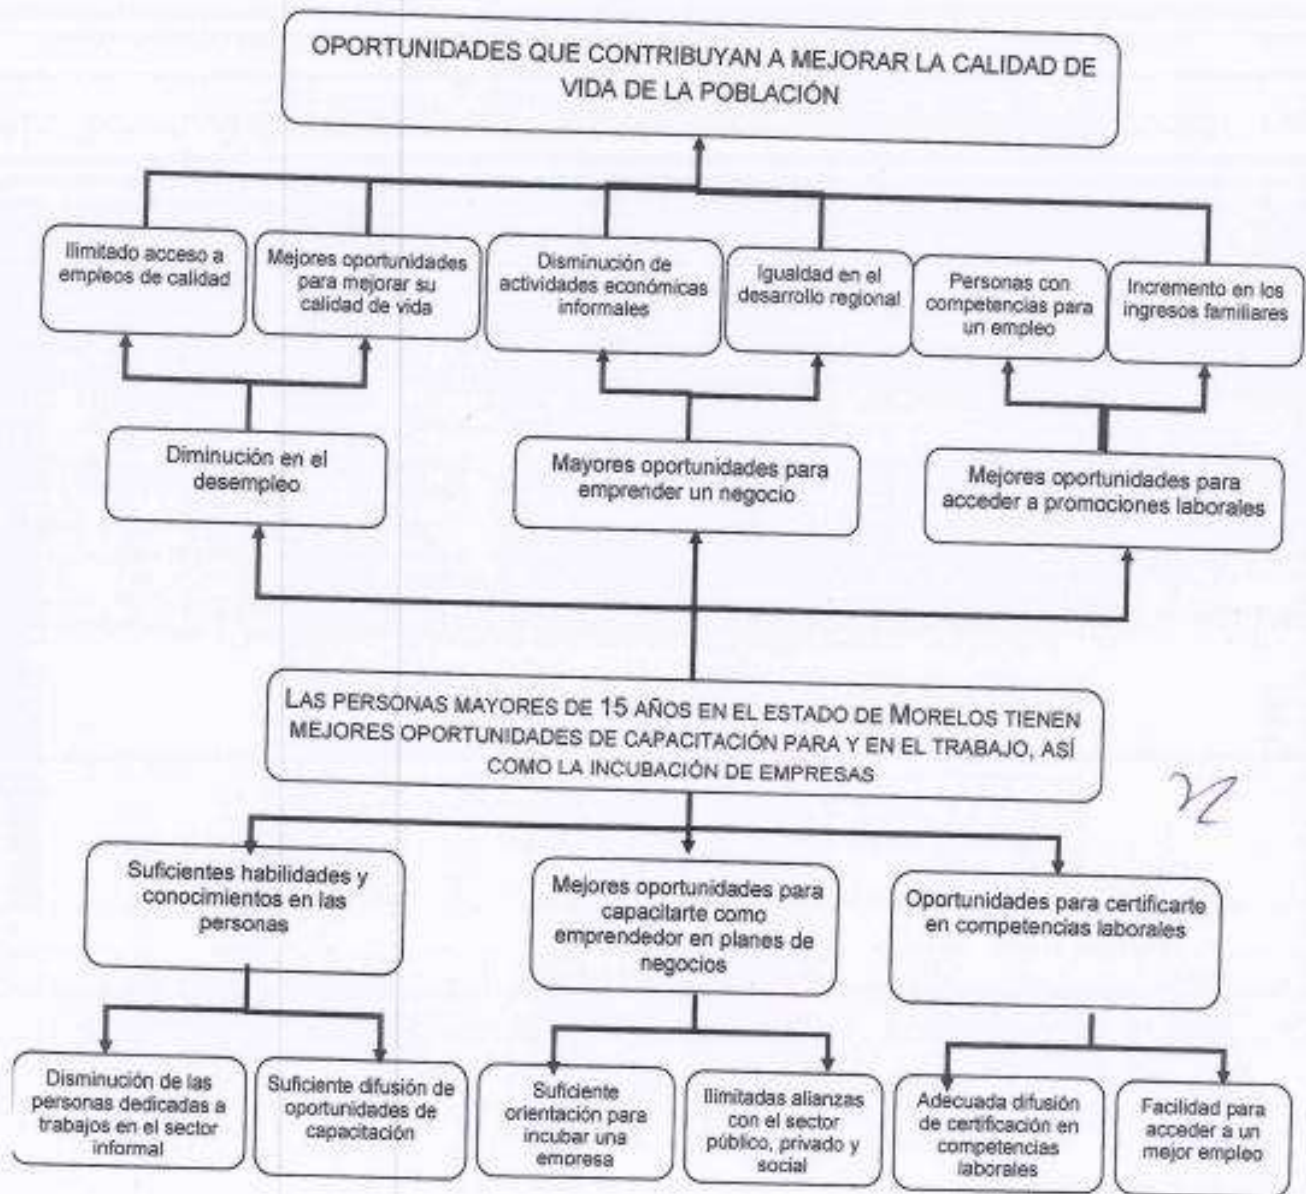 OPORTUNIDADES QUE CONTRIBUYAN A MEJORAR LA CALIDAD DE
VIDA DE LA POBLACIÓN
Ilimitado acceso a
empleos de calidad
Mejores oportunidades
para mejorar su
calidad de vida
Disminución de
actividades económicas
informales
Igualdad en el
desarrollo regional
Personas con
competencias para
un empleo
Incremento en los
ingresos familiares
Diminución en el
desempleo
Mayores oportunidades para
emprender un negocio
Mejores oportunidades para
acceder a promociones laborales
LAS PERSONAS MAYORES DE 15 AÑOS EN EL ESTADO DE MORELOS TIENEN
MEJORES OPORTUNIDADES DE CAPACITACIÓN PARA Y EN EL TRABAJO, ASÍ
COMO LA INCUBACIÓN DE EMPRESAS
Suficientes habilidades y
conocimientos en las
personas
Mejores oportunidades para
capacitarte como
emprendedor en planes de
negocios
Oportunidades para certificarte
en competencias laborales
Disminución de las
personas dedicadas a
trabajos en el sector
informal
Suficiente difusión de
oportunidades de
capacitación
Suficiente
orientación para
incubar una
empresa
Ilimitadas alianzas
con el sector
público, privado y
social
Adecuada difusión
de certificación en
competencias
laborales
Facilidad para
acceder a un
mejor empleo